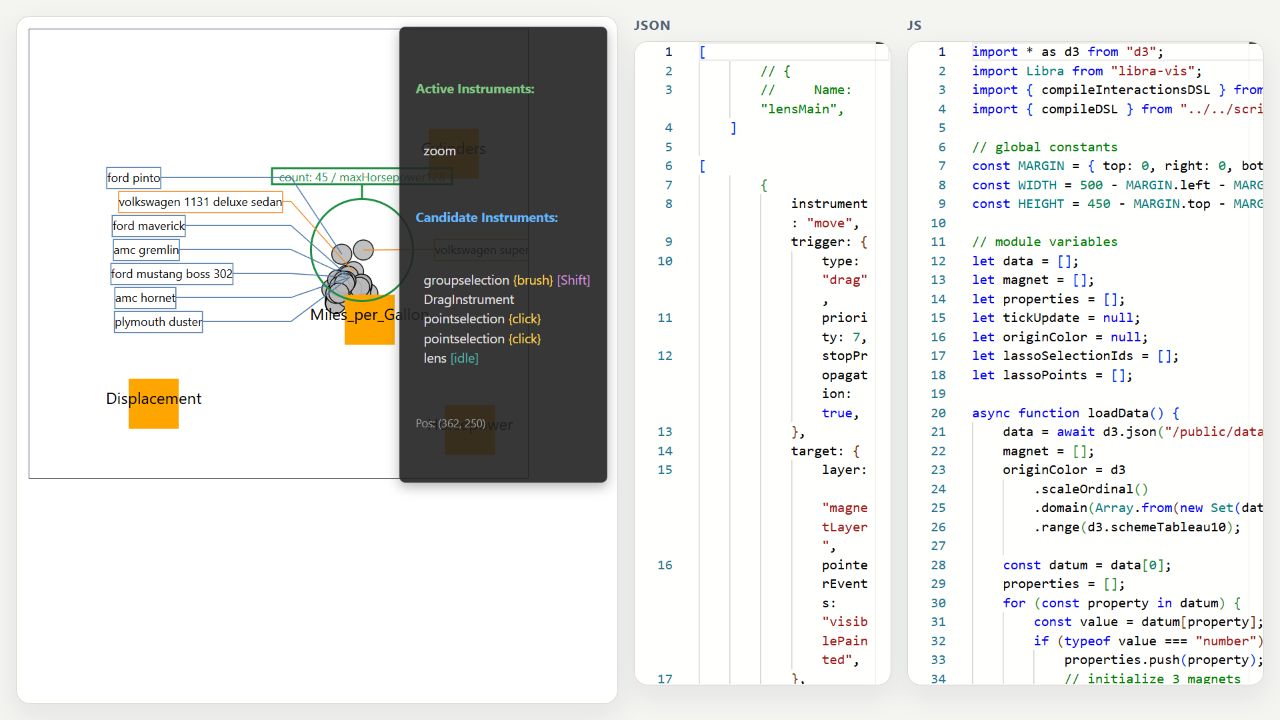 Active Instruments:
zoom
Candidate Instruments:
groupselection {brush} [Shift]
DragInstrument
pointselection {click}
pointselection {click}
lens [idle]
Pos: (362, 250)
ford pinto
volkswagen 1131 deluxe sedan
ford maverick
amc gremlin
ford mustang boss 302
amc hornet
plymouth duster
count: 45 / maxHorsepower
volkswagen super
Miles_per_Gallon
Displacement
JSON
1 [
2 // {
3 //     Name:
"lensMain",
4 ]
5
6 [
7 {
8 instrument
: "move",
9 trigger: {
10 type:
"drag"
,
11 priori
ty: 7,
12 stopPr
opagat
ion:
true,
13 },
14 target: {
15 layer:
"magne
tLayer
",
16 pointe
rEvent
s:
"visib
lePain
ted",
17 },
JS
1 import * as d3 from "d3";
2 import Libra from "libra-vis";
3 import { compileInteractionsDSL } from
4 import { compileDSL } from "../../scri
5
6 // global constants
7 const MARGIN = { top: 0, right: 0, bot
8 const WIDTH = 500 - MARGIN.left - MARG
9 const HEIGHT = 450 - MARGIN.top - MARG
10
11 // module variables
12 let data = [];
13 let magnet = [];
14 let properties = [];
15 let tickUpdate = null;
16 let originColor = null;
17 let lassoSelectionIds = [];
18 let lassoPoints = [];
19
20 async function loadData() {
21 data = await d3.json("/public/data
22 magnet = [];
23 originColor = d3
24 .scaleOrdinal()
25 .domain(Array.from(new Set(dat
26 .range(d3.schemeTableau10);
27
28 const datum = data[0];
29 properties = [];
30 for (const property in datum) {
31 const value = datum[property];
32 if (typeof value === "number")
33 properties.push(property);
34 // initialize 3 magnets